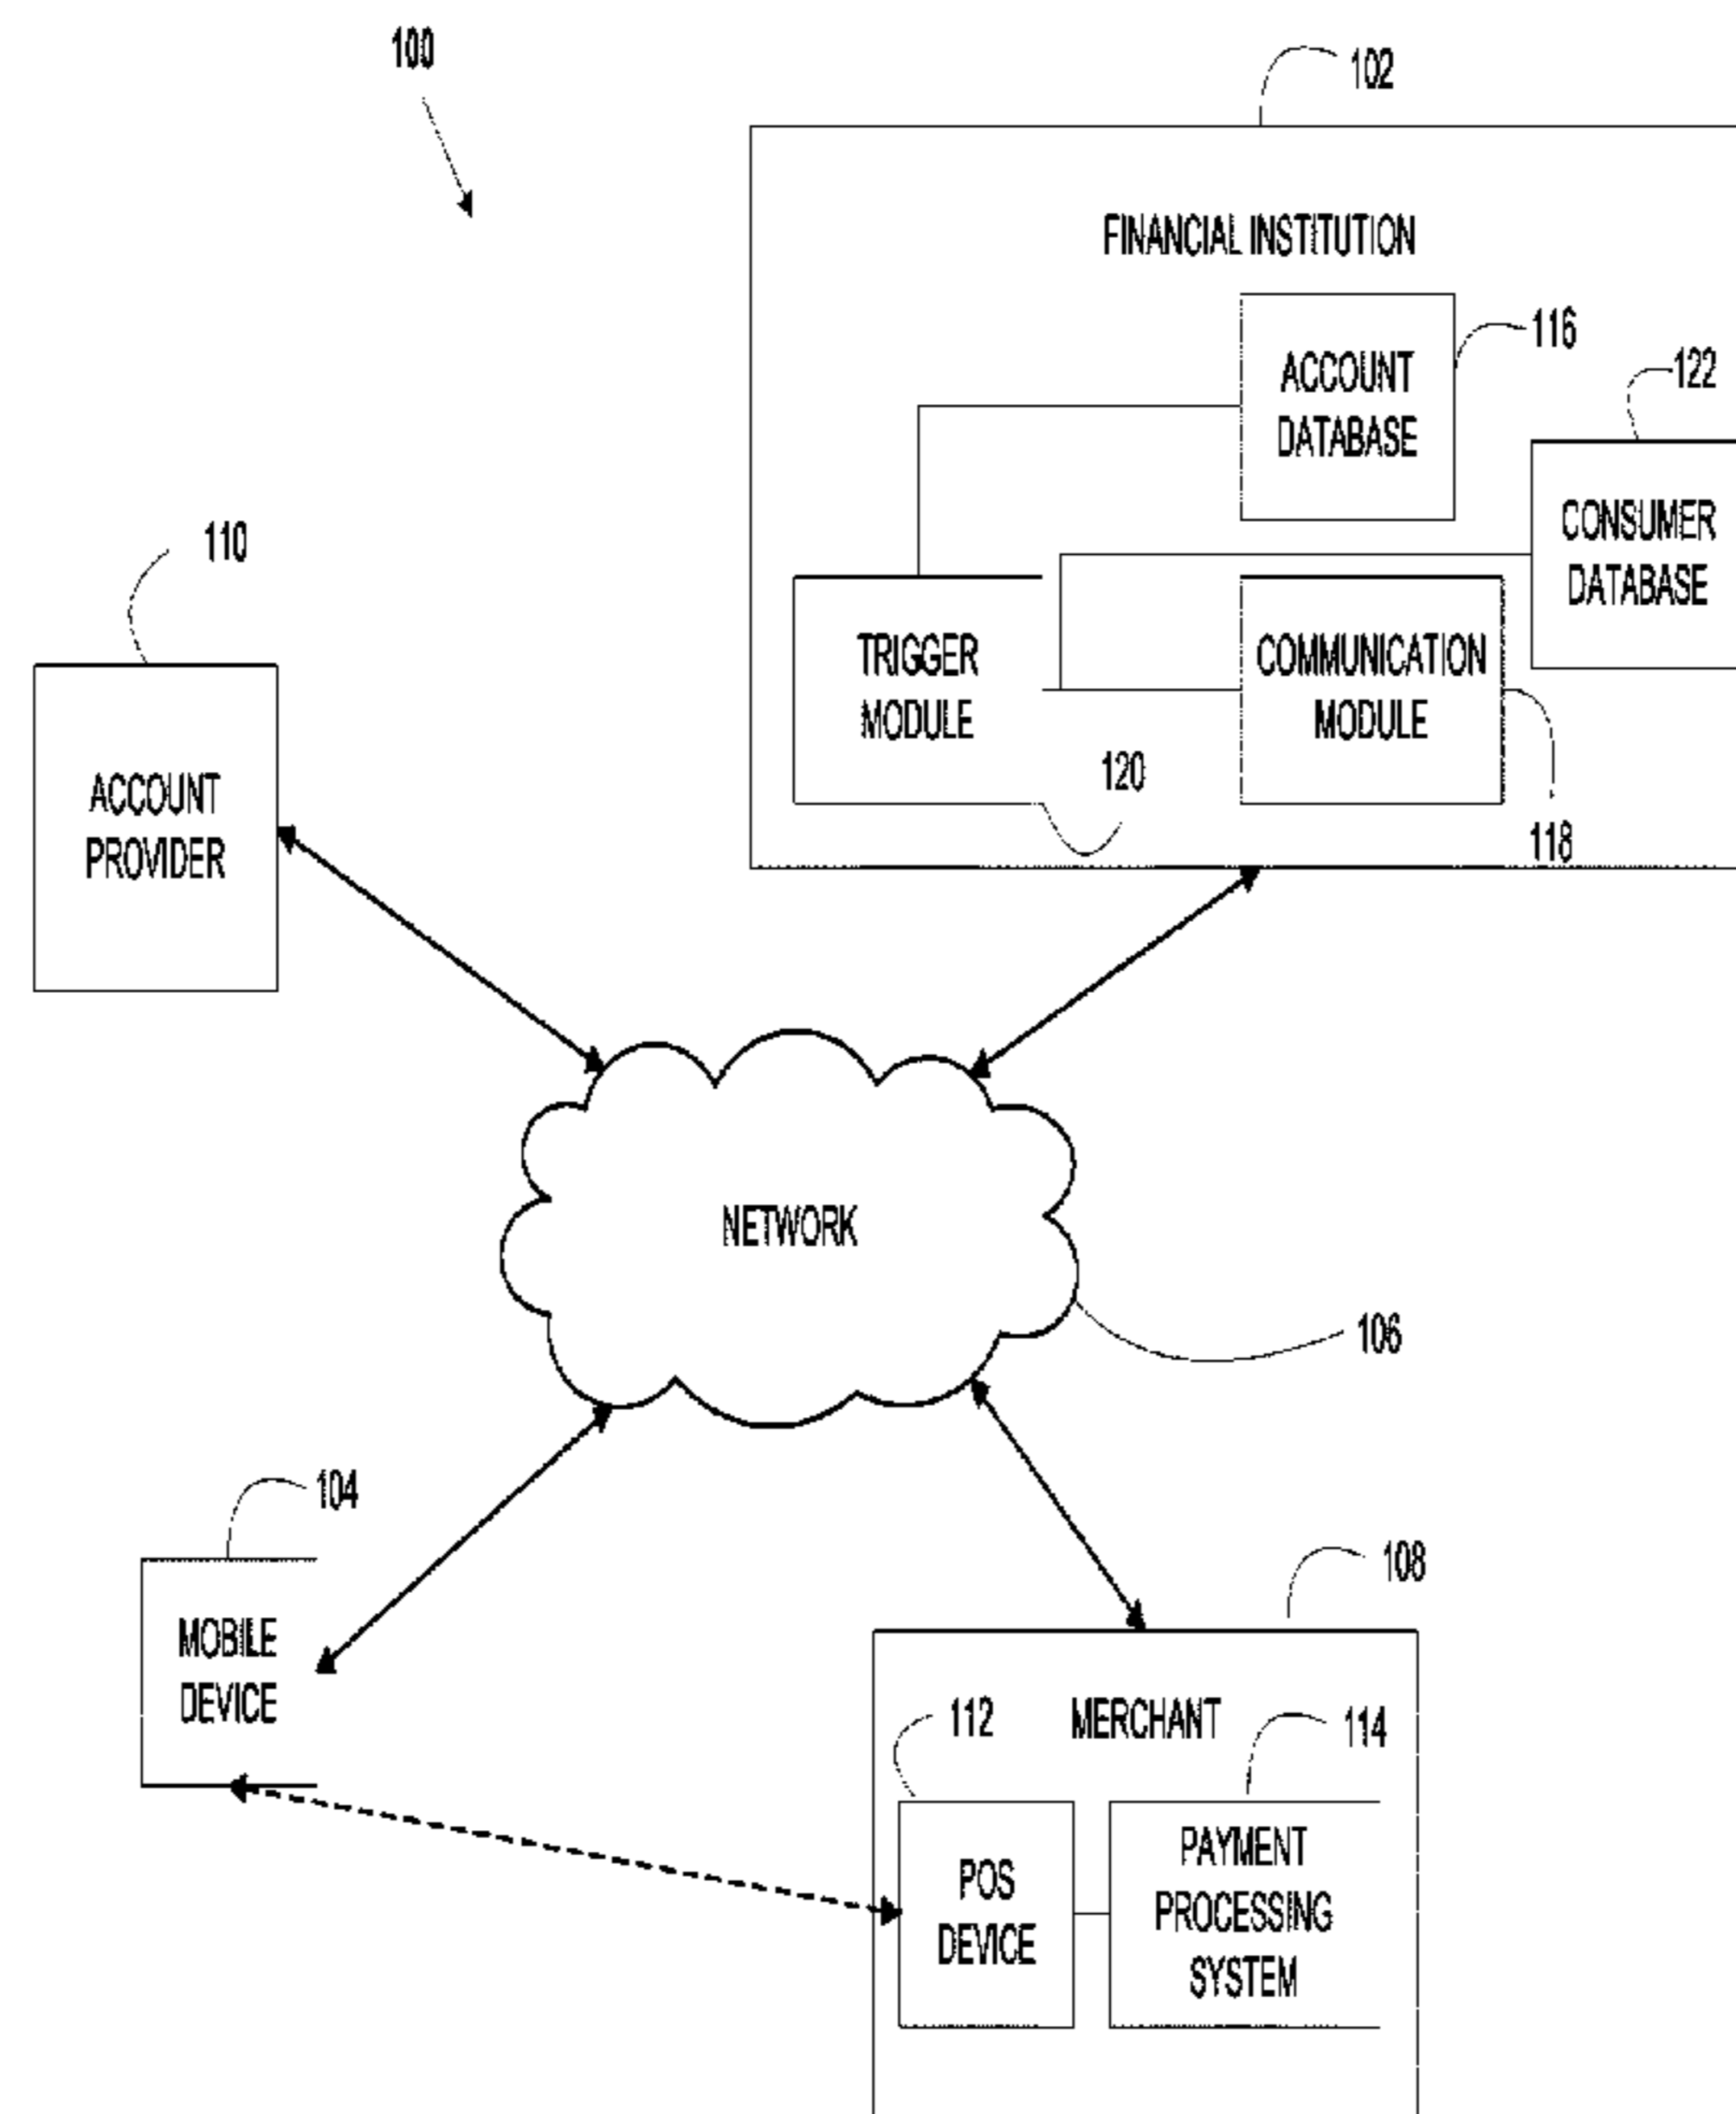 100
102
FINANCIAL INSTITUTION
116
ACCOUNT
DATABASE
122
CONSUMER
DATABASE
110
TRIGGER
MODULE
COMMUNICATION
MODULE
120
118
ACCOUNT
PROVIDER
NETWORK
106
104
MOBILE
DEVICE
108
MERCHANT
112
114
POS
DEVICE
PAYMENT
PROCESSING
SYSTEM